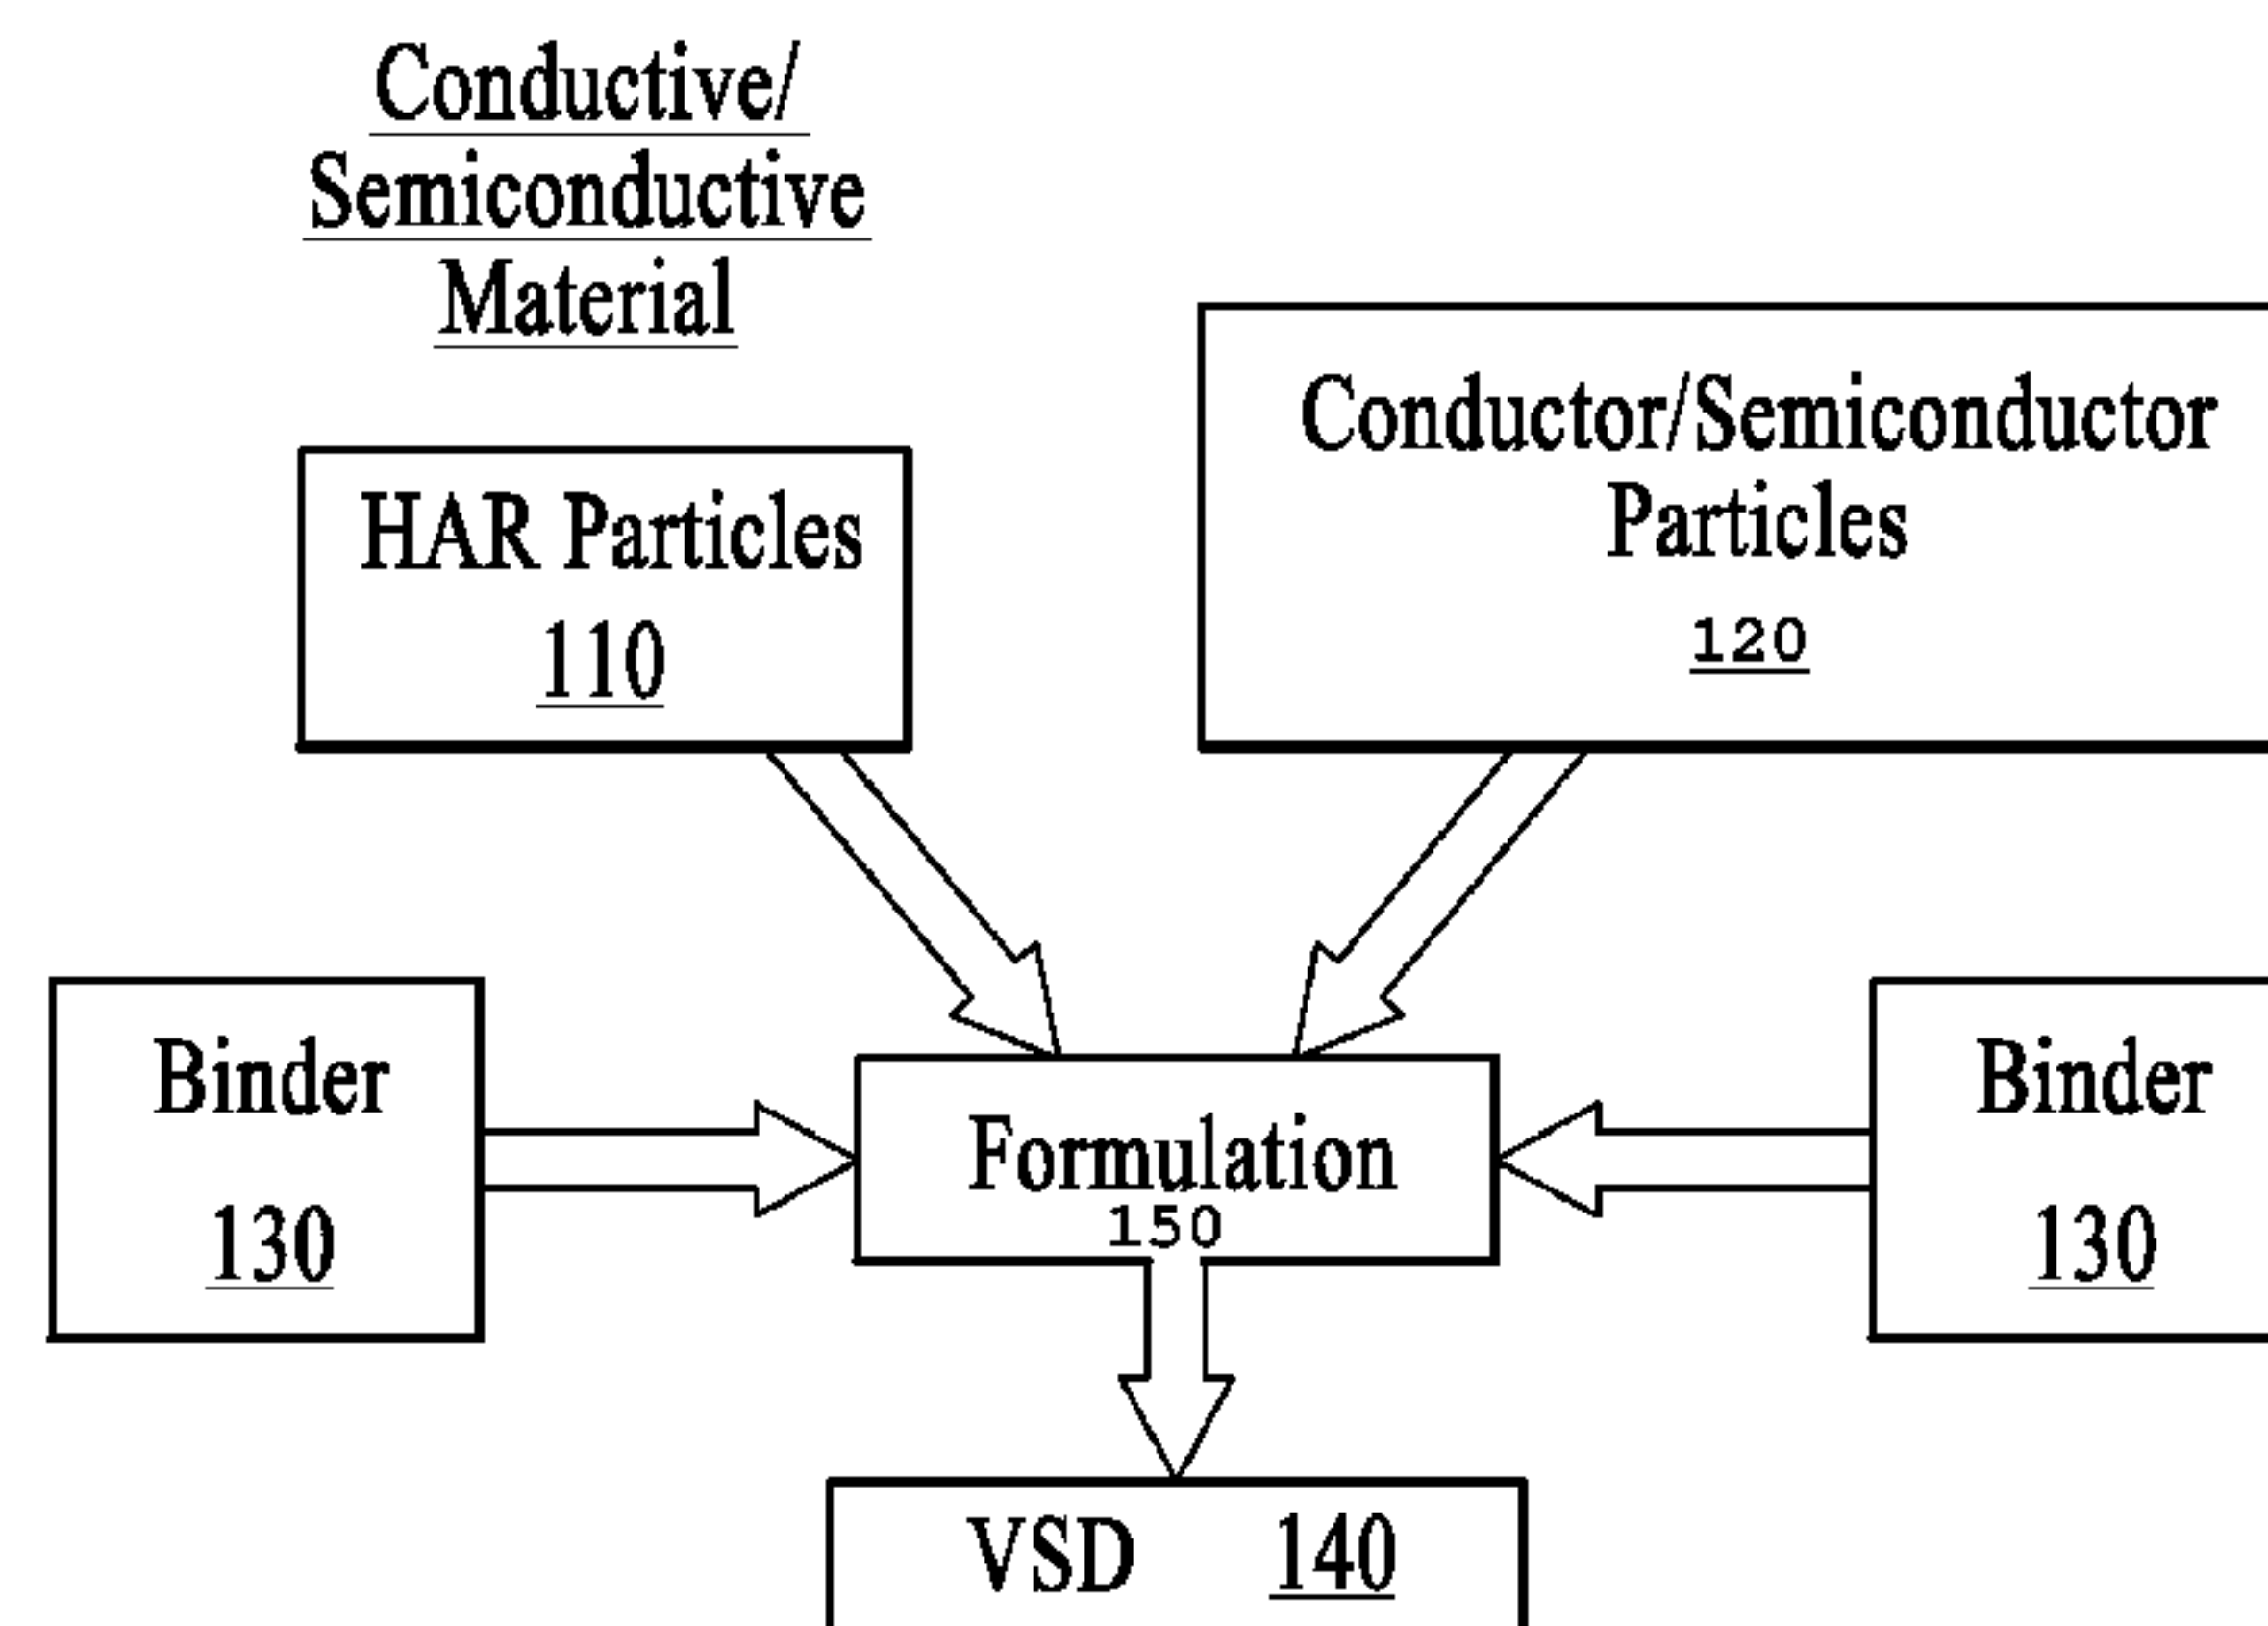 Conductive/
Semiconductive
Material
HAR Particles
110
Conductor/Semiconductor
Particles
120
Binder
130
Formulation
150
Binder
130
VSD 140